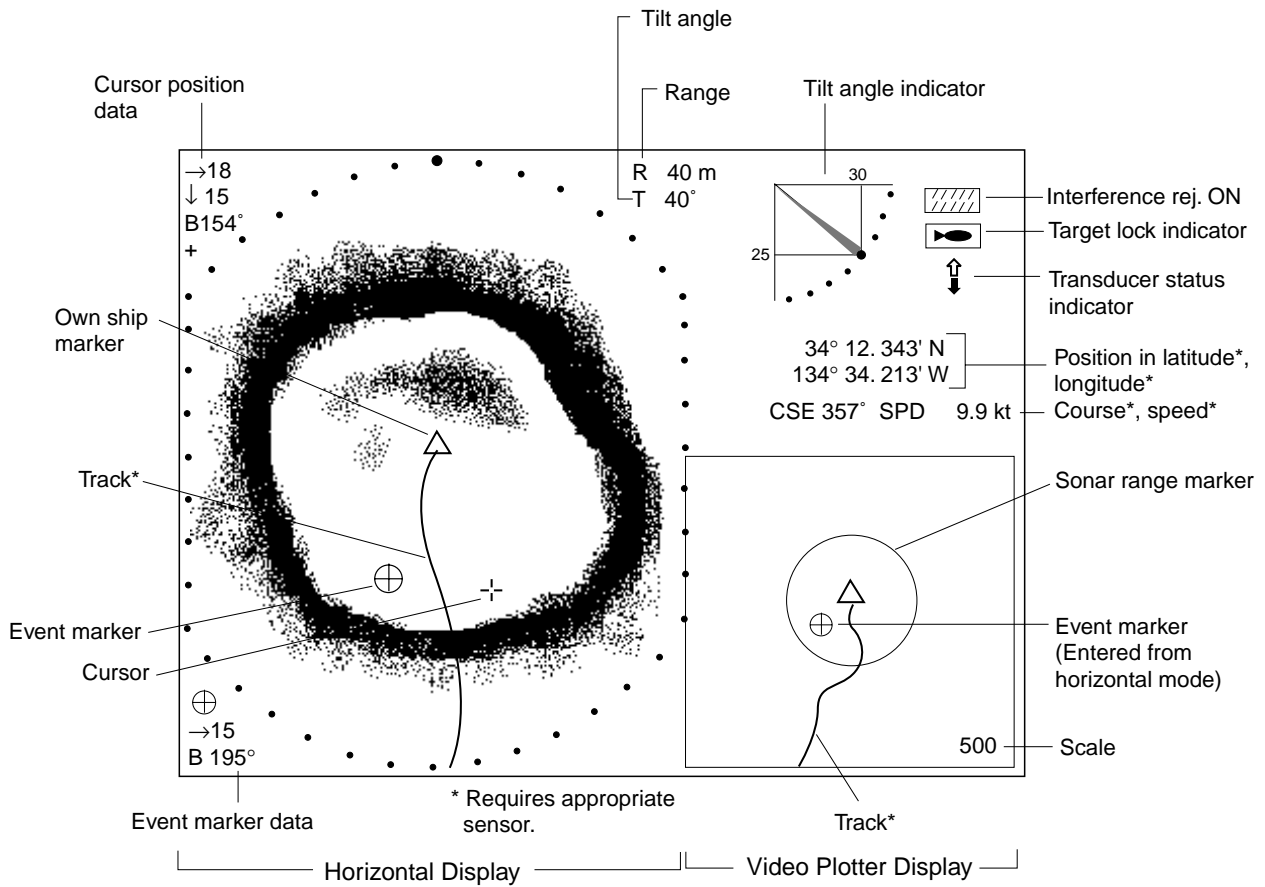 Tilt angle
Cursor position
data
Range
Tilt angle indicator
→18
↓ 15
B154°
+
R 40 m
T 40°
30
25
Interference rej. ON
Target lock indicator
Transducer status
indicator
Own ship
marker
34° 12. 343' N
134° 34. 213' W
Position in latitude*,
longitude*
CSE 357° SPD 9.9 kt
Course*, speed*
Track*
Sonar range marker
Event marker
Cursor
Event marker
(Entered from
horizontal mode)
→15
B 195°
500
Scale
* Requires appropriate
sensor.
Event marker data
Track*
Horizontal Display
Video Plotter Display